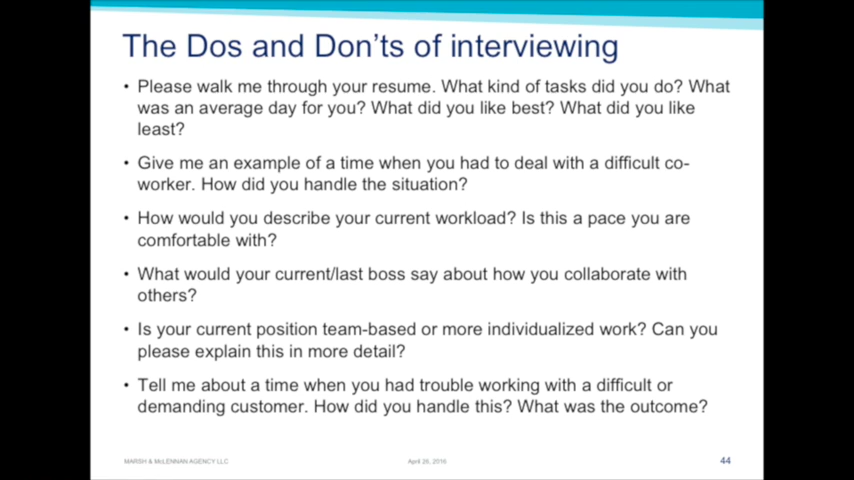 The Dos and Don'ts of interviewing
• Please walk me through your resume. What kind of tasks did you do? What
was an average day for you? What did you like best? What did you like
least?
• Give me an example of a time when you had to deal with a difficult co-
worker. How did you handle the situation?
• How would you describe your current workload? Is this a pace you are
comfortable with?
• What would your current/last boss say about how you collaborate with
others?
• Is your current position team-based or more individualized work? Can you
please explain this in more detail?
• Tell me about a time when you had trouble working with a difficult or
demanding customer. How did you handle this? What was the outcome?
MARSH & McLENNAN AGENCY LLC
April 26, 2016
44